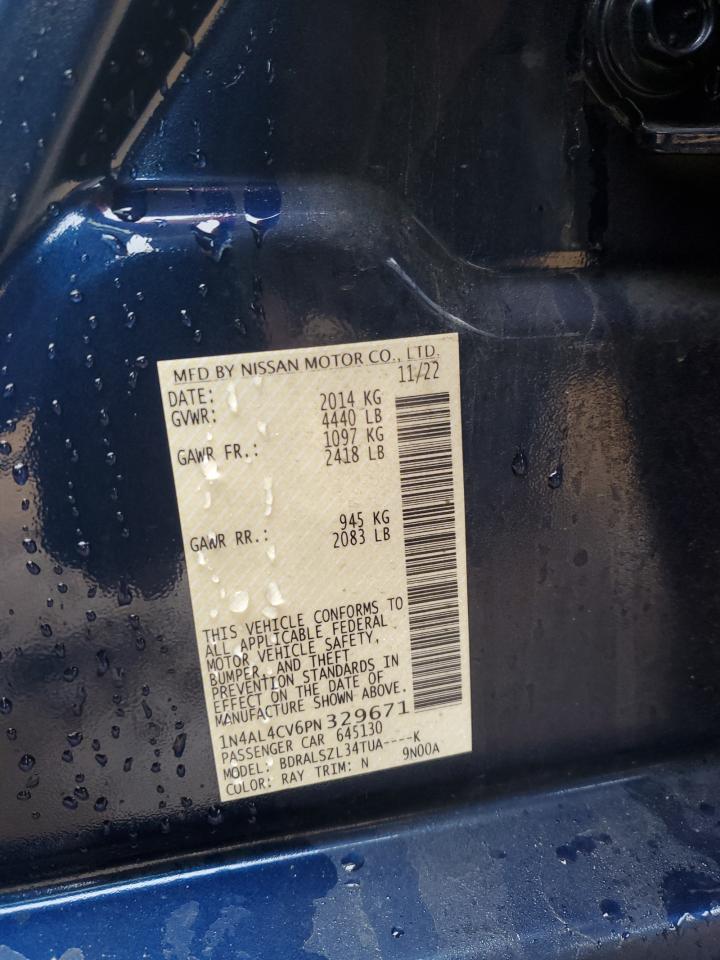 MFD BY NISSAN MOTOR CO., LTD.
DATE: 11/22
GVWR: 2014 KG
4440 LB
GAWR FR.: 1097 KG
2418 LB
GAWR RR.: 945 KG
2083 LB
THIS VEHICLE CONFORMS TO
ALL APPLICABLE FEDERAL
MOTOR VEHICLE SAFETY,
BUMPER, AND THEFT
PREVENTION STANDARDS IN
EFFECT ON THE DATE OF
MANUFACTURE SHOWN ABOVE.
1N4AL4CV6PN329671
PASSENGER CAR 645130
MODEL: BDRALSZL34TUA----K
COLOR: RAY TRIM: N 9N00A